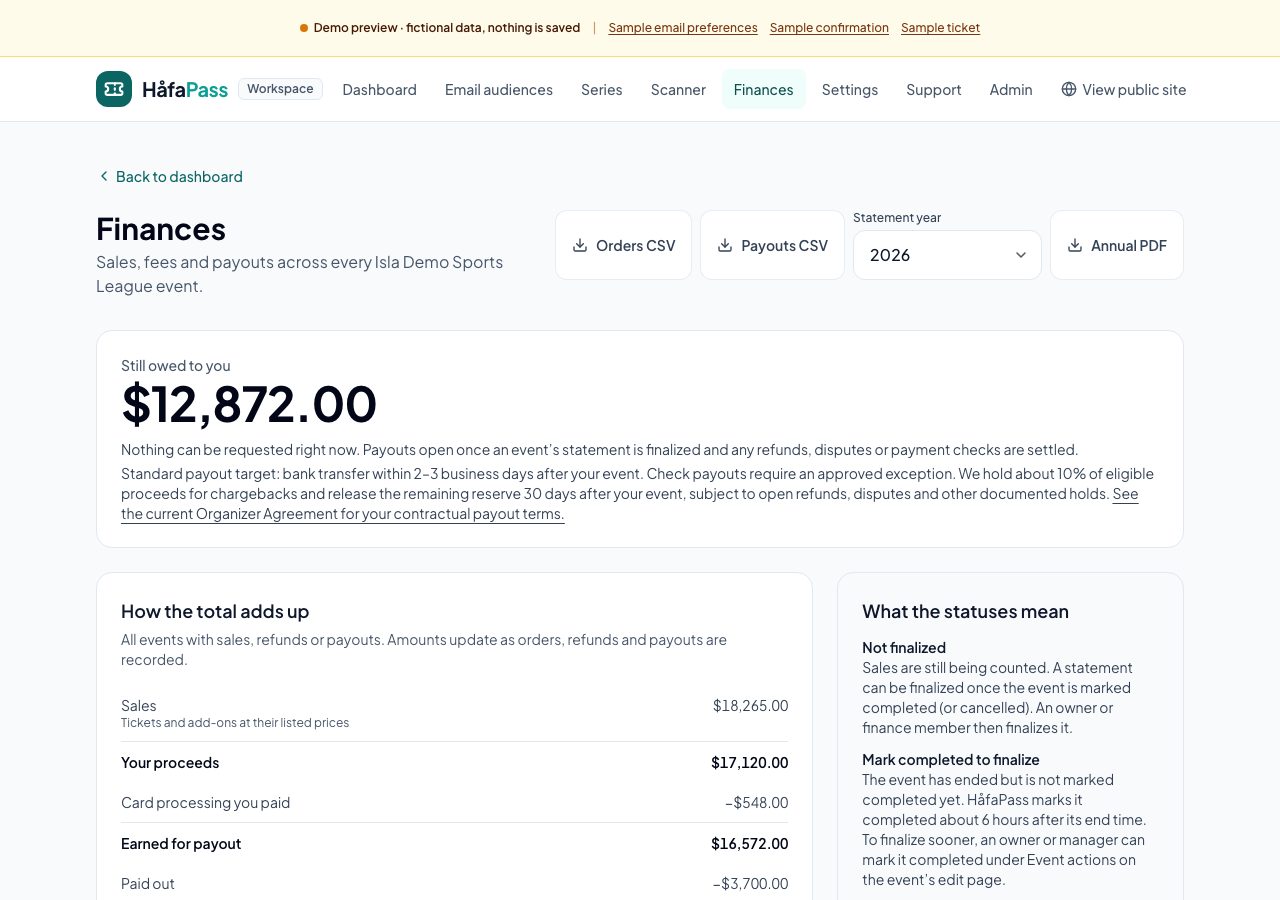 Demo preview · fictional data, nothing is saved | Sample email preferences Sample confirmation Sample ticket
HåfaPass Workspace Dashboard Email audiences Series Scanner Finances Settings Support Admin View public site
Back to dashboard
Finances
Sales, fees and payouts across every Isla Demo Sports
League event.
Orders CSV
Payouts CSV
Statement year
2026
Annual PDF
Still owed to you
$12,872.00
Nothing can be requested right now. Payouts open once an event's statement is finalized and any refunds, disputes or payment checks are settled.
Standard payout target: bank transfer within 2–3 business days after your event. Check payouts require an approved exception. We hold about 10% of eligible
proceeds for chargebacks and release the remaining reserve 30 days after your event, subject to open refunds, disputes and other documented holds. See
the current Organizer Agreement for your contractual payout terms.
How the total adds up
All events with sales, refunds or payouts. Amounts update as orders, refunds and payouts are
recorded.
Sales $18,265.00
Tickets and add-ons at their listed prices
Your proceeds $17,120.00
Card processing you paid –$548.00
Earned for payout $16,572.00
Paid out –$3,700.00
What the statuses mean
Not finalized
Sales are still being counted. A statement
can be finalized once the event is marked
completed (or cancelled). An owner or
finance member then finalizes it.
Mark completed to finalize
The event has ended but is not marked
completed yet. HåfaPass marks it
completed about 6 hours after its end time.
To finalize sooner, an owner or manager can
mark it completed under Event actions on
the event's edit page.